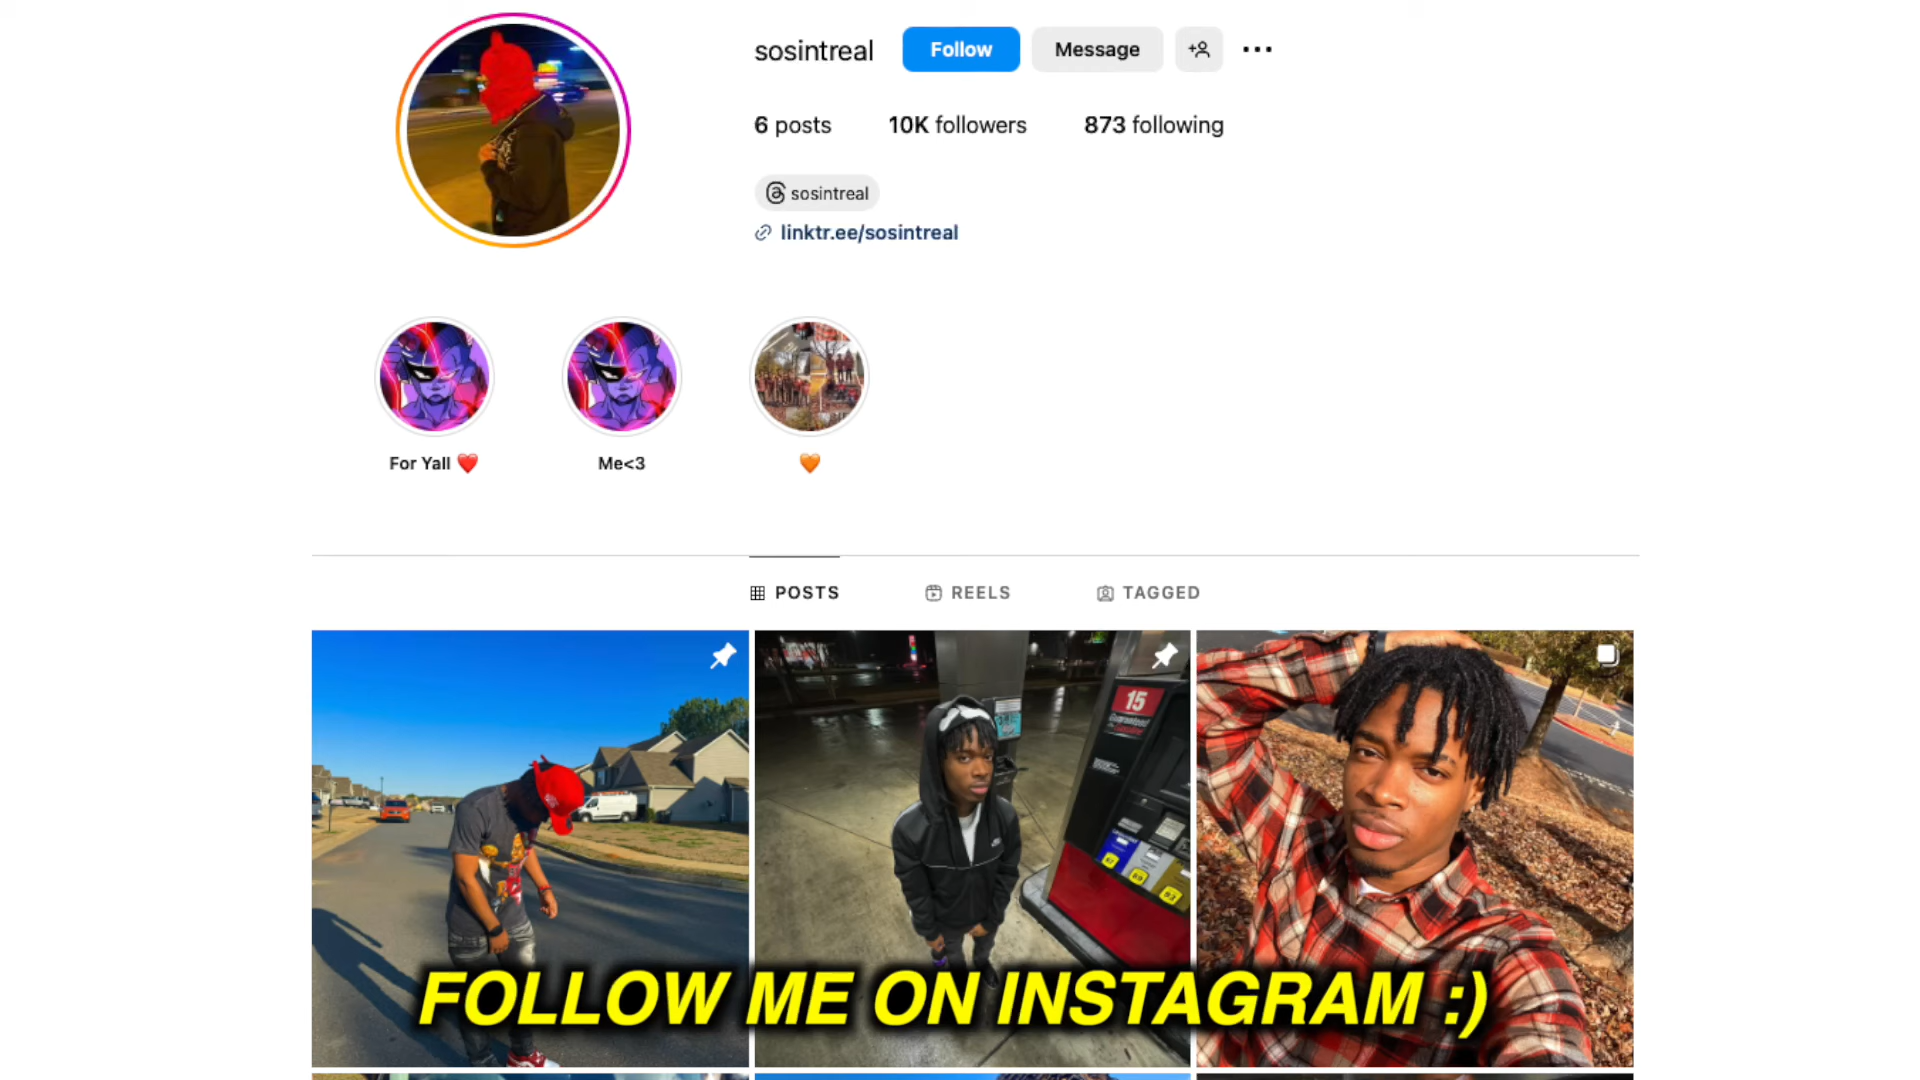 sosintreal
Follow
Message
6 posts
10K followers
873 following
sosintreal
linktr.ee/sosintreal
For Yall ❤️
Me<3
🧡
POSTS
REELS
TAGGED
15
FOLLOW ME ON INSTAGRAM :)